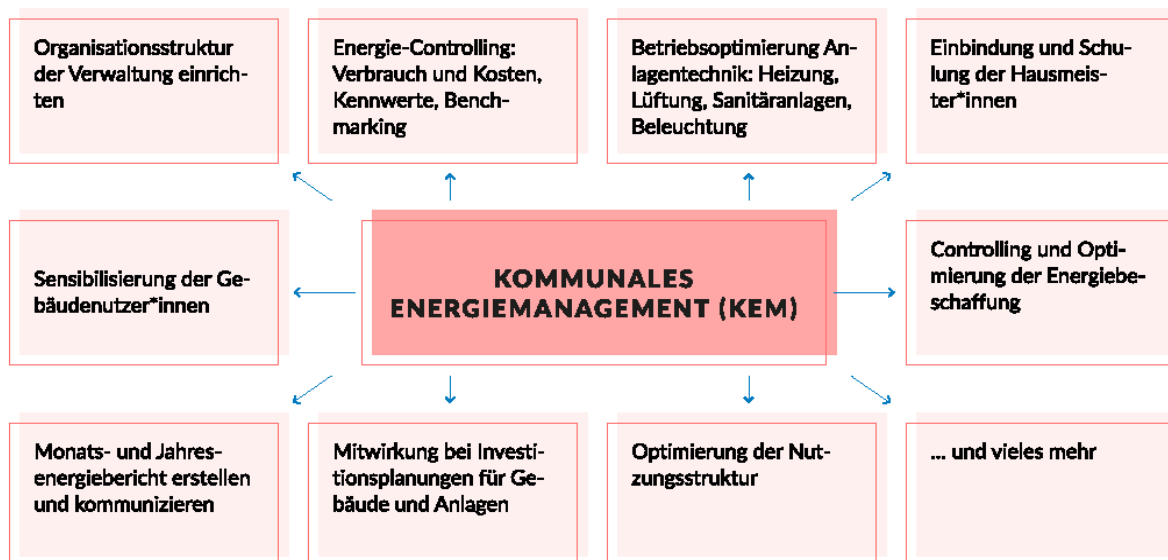 Organisationsstruktur
der Verwaltung einrich-
ten
Energie-Controlling:
Verbrauch und Kosten,
Kennwerte, Bench-
marking
Betriebsoptimierung An-
lagentechnik: Heizung,
Lüftung, Sanitäranlagen,
Beleuchtung
Einbindung und Schu-
lung der Hausmeis-
ter*innen
Sensibilisierung der Ge-
bäudenutzer*innen
KOMMUNALES
ENERGIEMANAGEMENT (KEM)
Controlling und Opti-
mierung der Energiebe-
schaffung
Monats- und Jahres-
energiebericht erstellen
und kommunizieren
Mitwirkung bei Investi-
tionsplanungen für Ge-
bäude und Anlagen
Optimierung der Nut-
zungsstruktur
... und vieles mehr